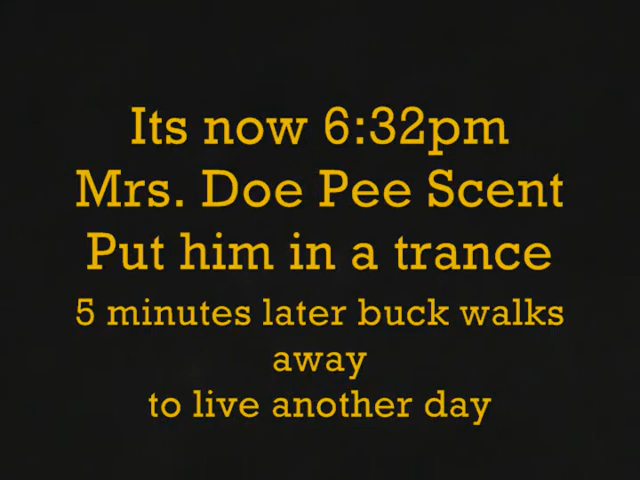 Its now 6:32pm
Mrs. Doe Pee Scent
Put him in a trance
5 minutes later buck walks
away
to live another day